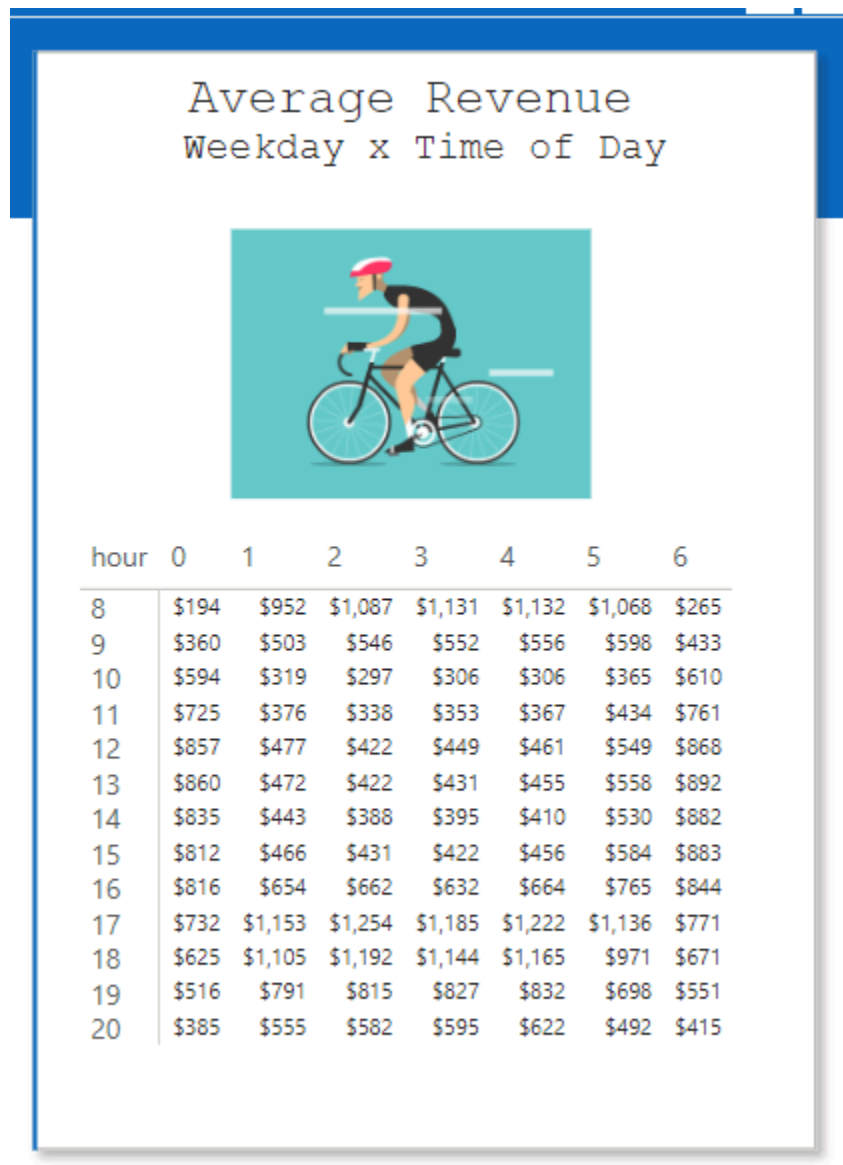 Average Revenue
Weekday x Time of Day
hour 0 1 2 3 4 5 6
8 $194 $952 $1,087 $1,131 $1,132 $1,068 $265
9 $360 $503 $546 $552 $556 $598 $433
10 $594 $319 $297 $306 $306 $365 $610
11 $725 $376 $338 $353 $367 $434 $761
12 $857 $477 $422 $449 $461 $549 $868
13 $860 $472 $422 $431 $455 $558 $892
14 $835 $443 $388 $395 $410 $530 $882
15 $812 $466 $431 $422 $456 $584 $883
16 $816 $654 $662 $632 $664 $765 $844
17 $732 $1,153 $1,254 $1,185 $1,222 $1,136 $771
18 $625 $1,105 $1,192 $1,144 $1,165 $971 $671
19 $516 $791 $815 $827 $832 $698 $551
20 $385 $555 $582 $595 $622 $492 $415